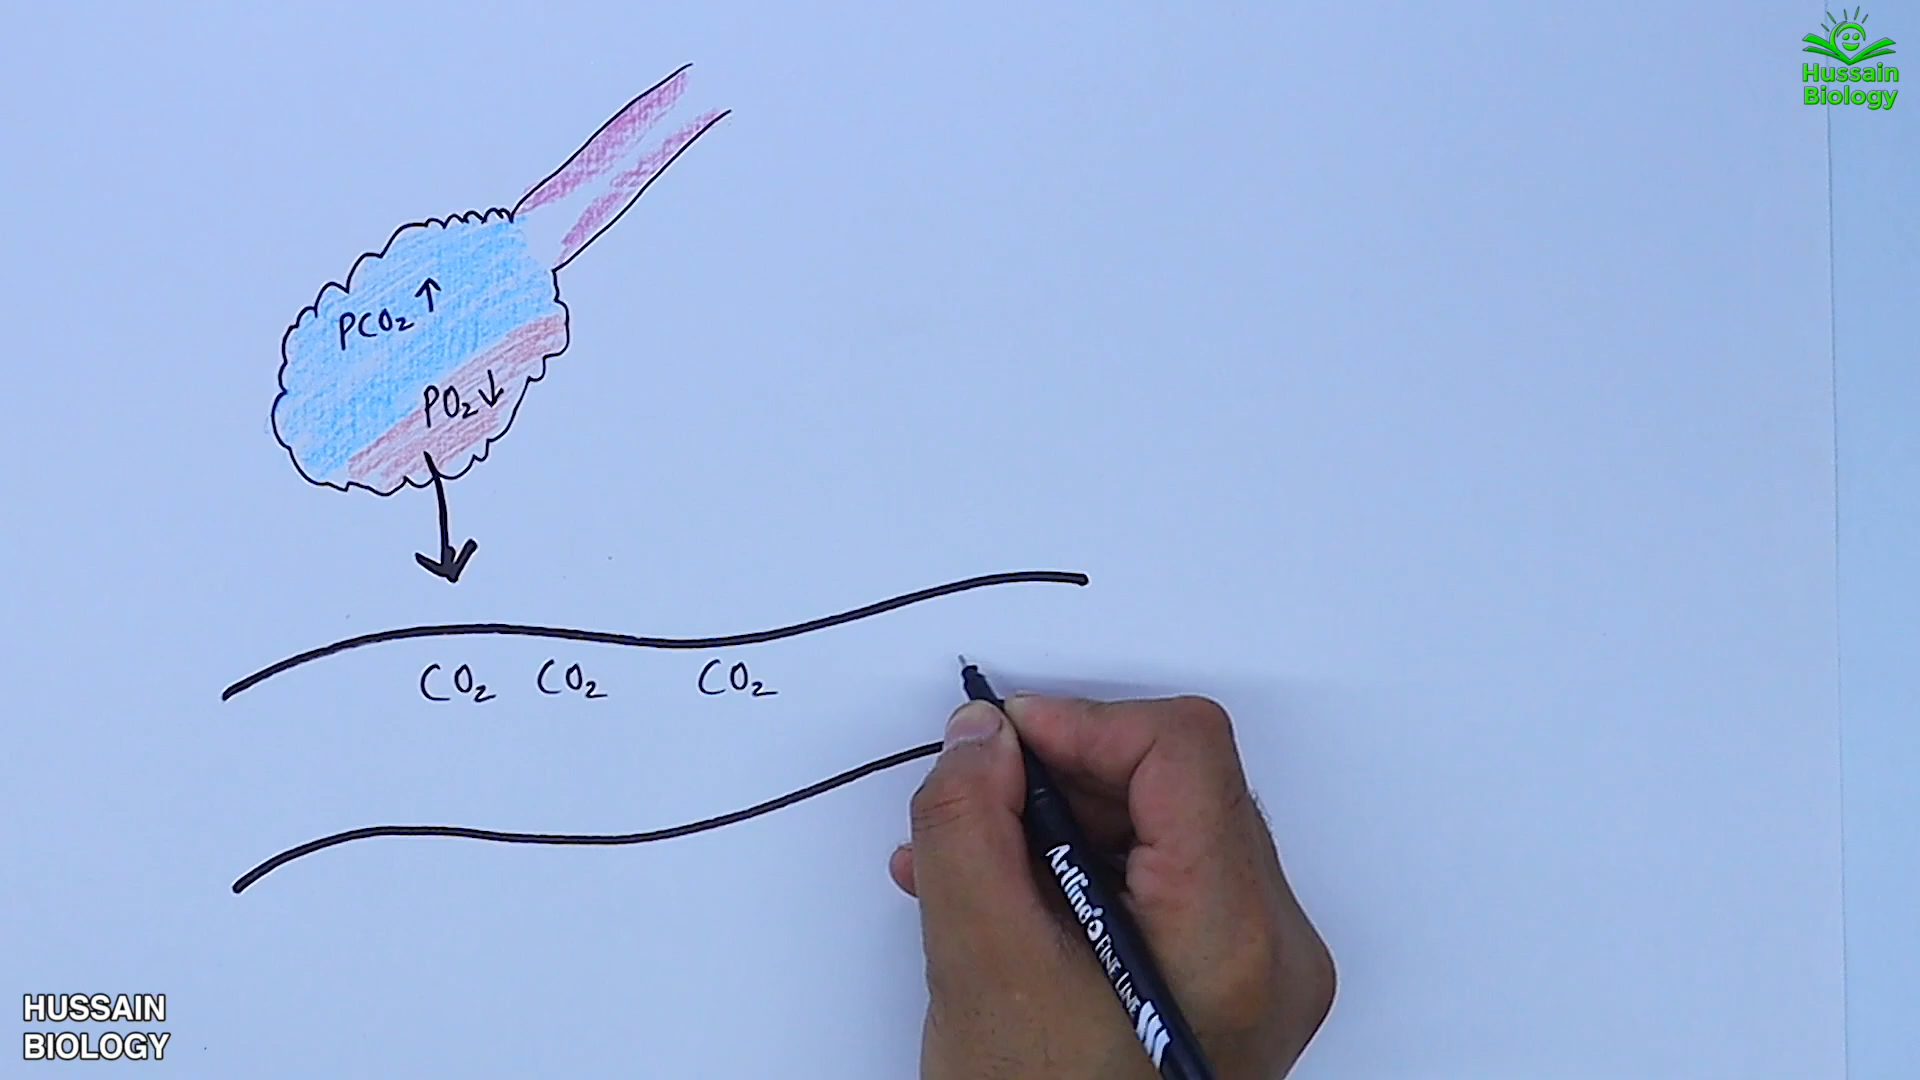 Hussain
Biology
PCO₂ ↑
PO₂ ↓
CO₂ CO₂ CO₂
Artline FINE LINE
HUSSAIN
BIOLOGY